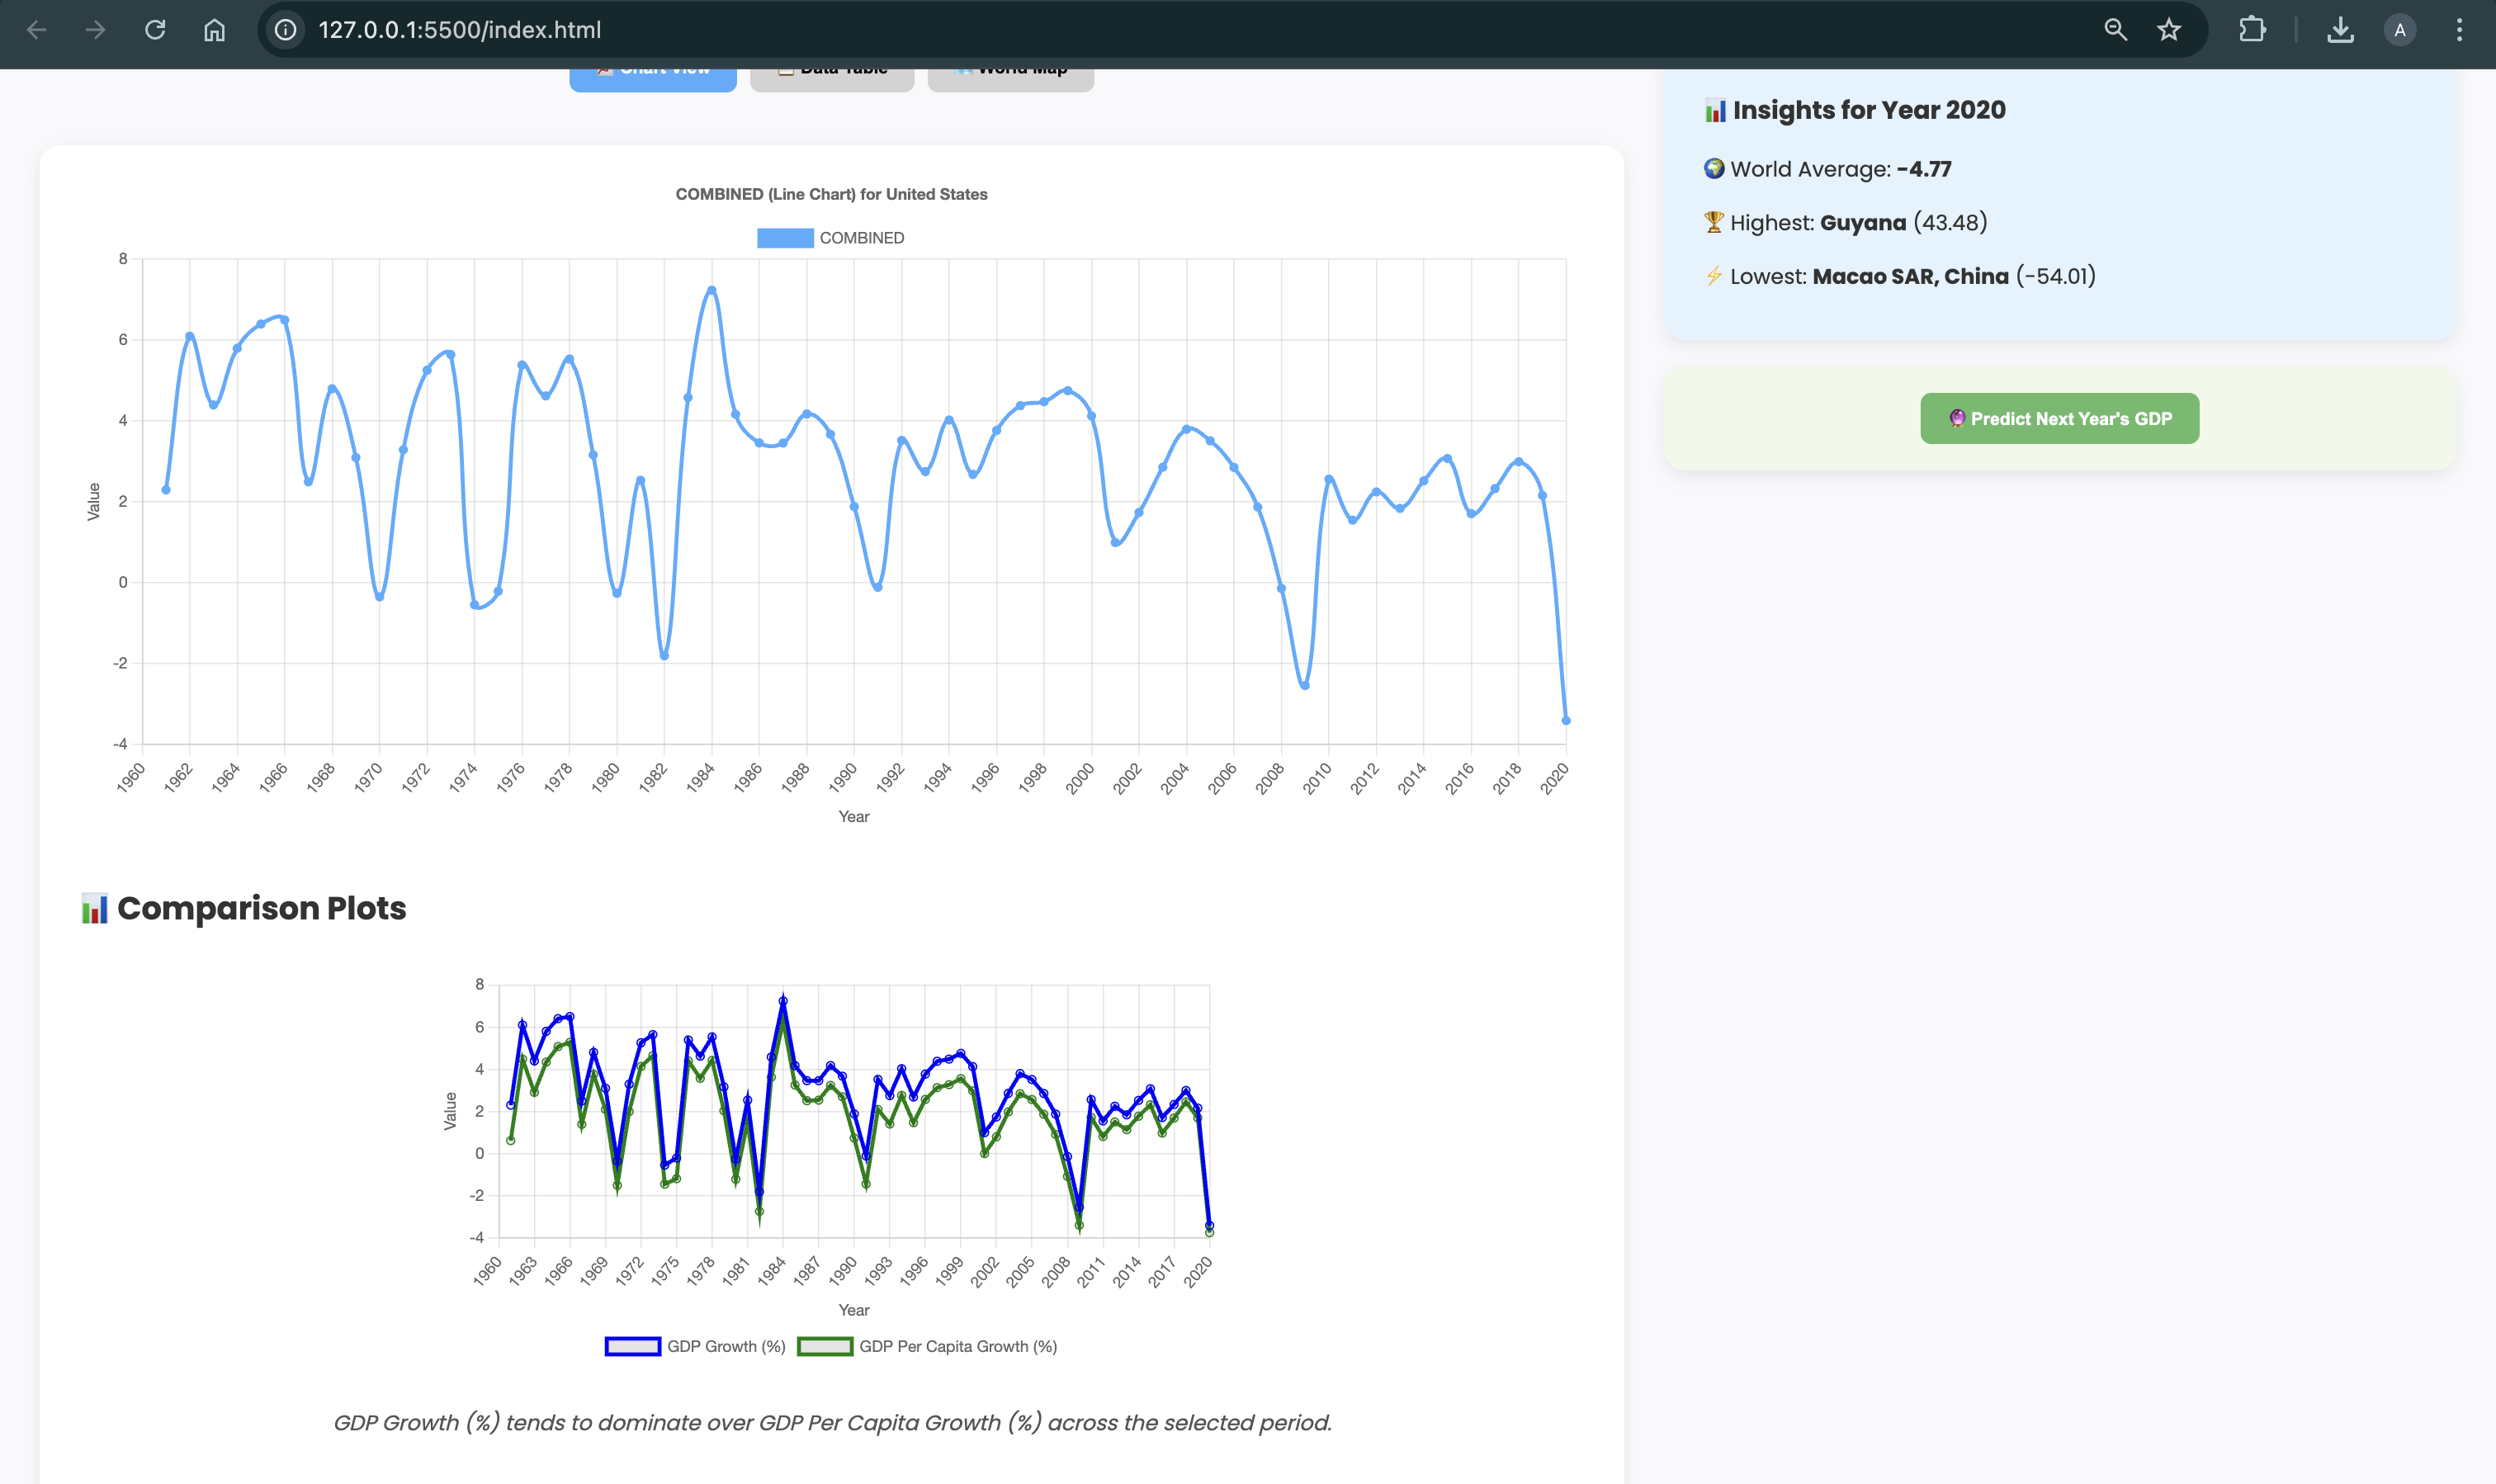 127.0.0.1:5500/index.html
A
Chart View
Data Table
World Map
COMBINED (Line Chart) for United States
COMBINED
8
6
4
2
0
-2
-4
Value
1960 1962 1964 1966 1968 1970 1972 1974 1976 1978 1980 1982 1984 1986 1988 1990 1992 1994 1996 1998 2000 2002 2004 2006 2008 2010 2012 2014 2016 2018 2020
Year
Comparison Plots
8
6
4
2
0
-2
-4
Value
1960 1963 1966 1969 1972 1975 1978 1981 1984 1987 1990 1993 1996 1999 2002 2005 2008 2011 2014 2017 2020
Year
GDP Growth (%) GDP Per Capita Growth (%)
GDP Growth (%) tends to dominate over GDP Per Capita Growth (%) across the selected period.
Insights for Year 2020
World Average: -4.77
Highest: Guyana (43.48)
Lowest: Macao SAR, China (-54.01)
Predict Next Year's GDP